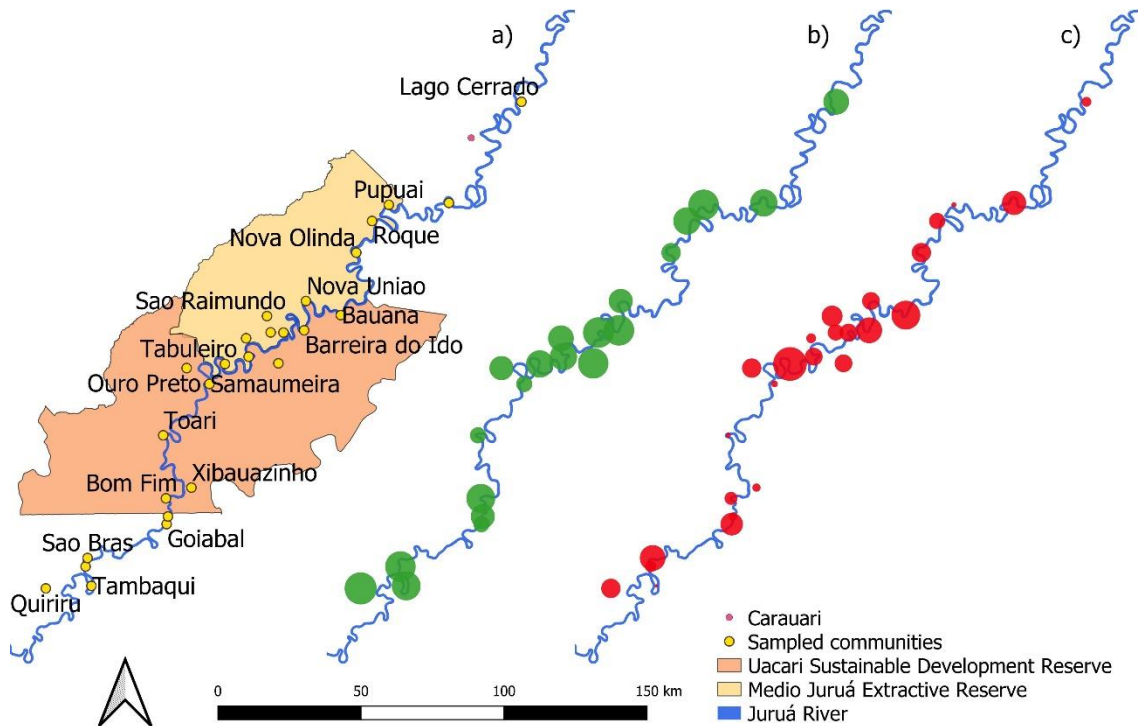 a)
b)
c)
Lago Cerrado
Pupuai
Nova Olinda
Roque
Sao Raimundo
Nova Uniao
Bauana
Tabuleiro
Barreira do Ido
Ouro Preto
Samaumeira
Toari
Bom Fim
Xibauazinho
Sao Bras
Goiabal
Quiriru
Tambaqui
Carauari
Sampled communities
Uacari Sustainable Development Reserve
Medio Juruá Extractive Reserve
Juruá River
0 50 100 150 km